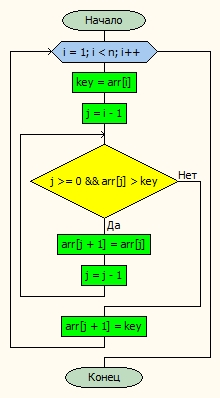 Начало
i = 1; i < n; i++
key = arr[i]
j = i - 1
j >= 0 && arr[j] > key
Нет
Да
arr[j + 1] = arr[j]
j = j - 1
arr[j + 1] = key
Конец